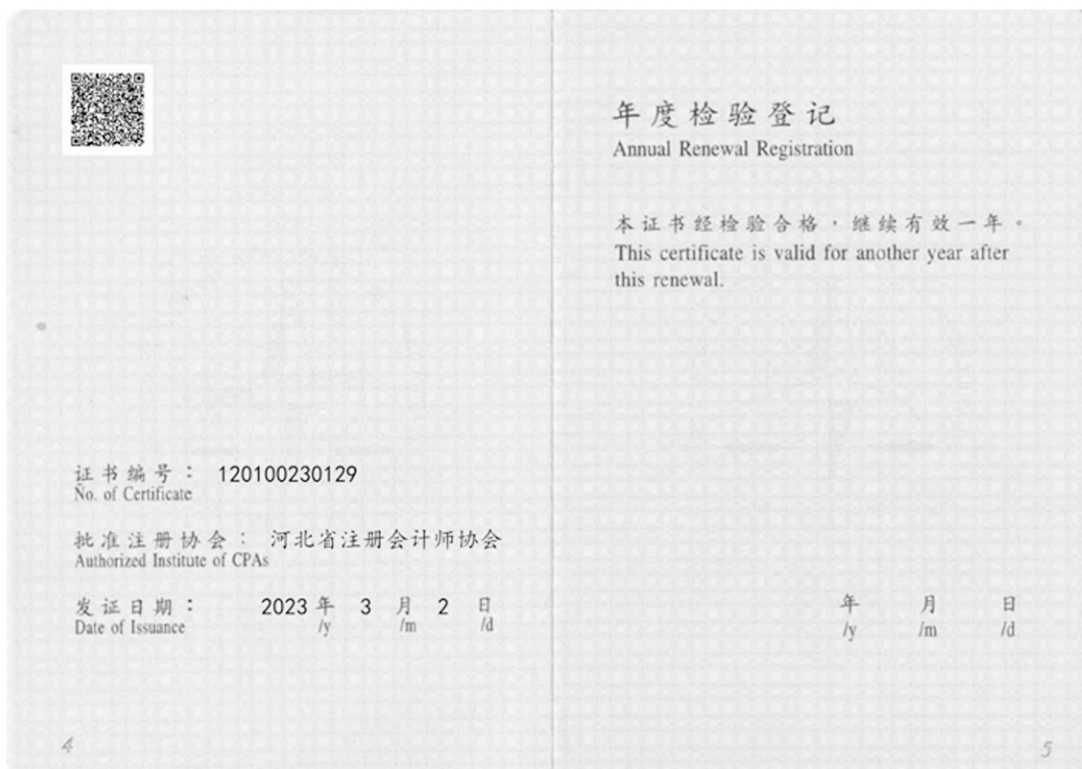 证书编号： 120100230129
No. of Certificate
批准注册协会： 河北省注册会计师协会
Authorized Institute of CPAs
发证日期： 2023 年 3 月 2 日
Date of Issuance /y /m /d
4
年度检验登记
Annual Renewal Registration
本证书经检验合格，继续有效一年。
This certificate is valid for another year after
this renewal.
年 月 日
/y /m /d
5